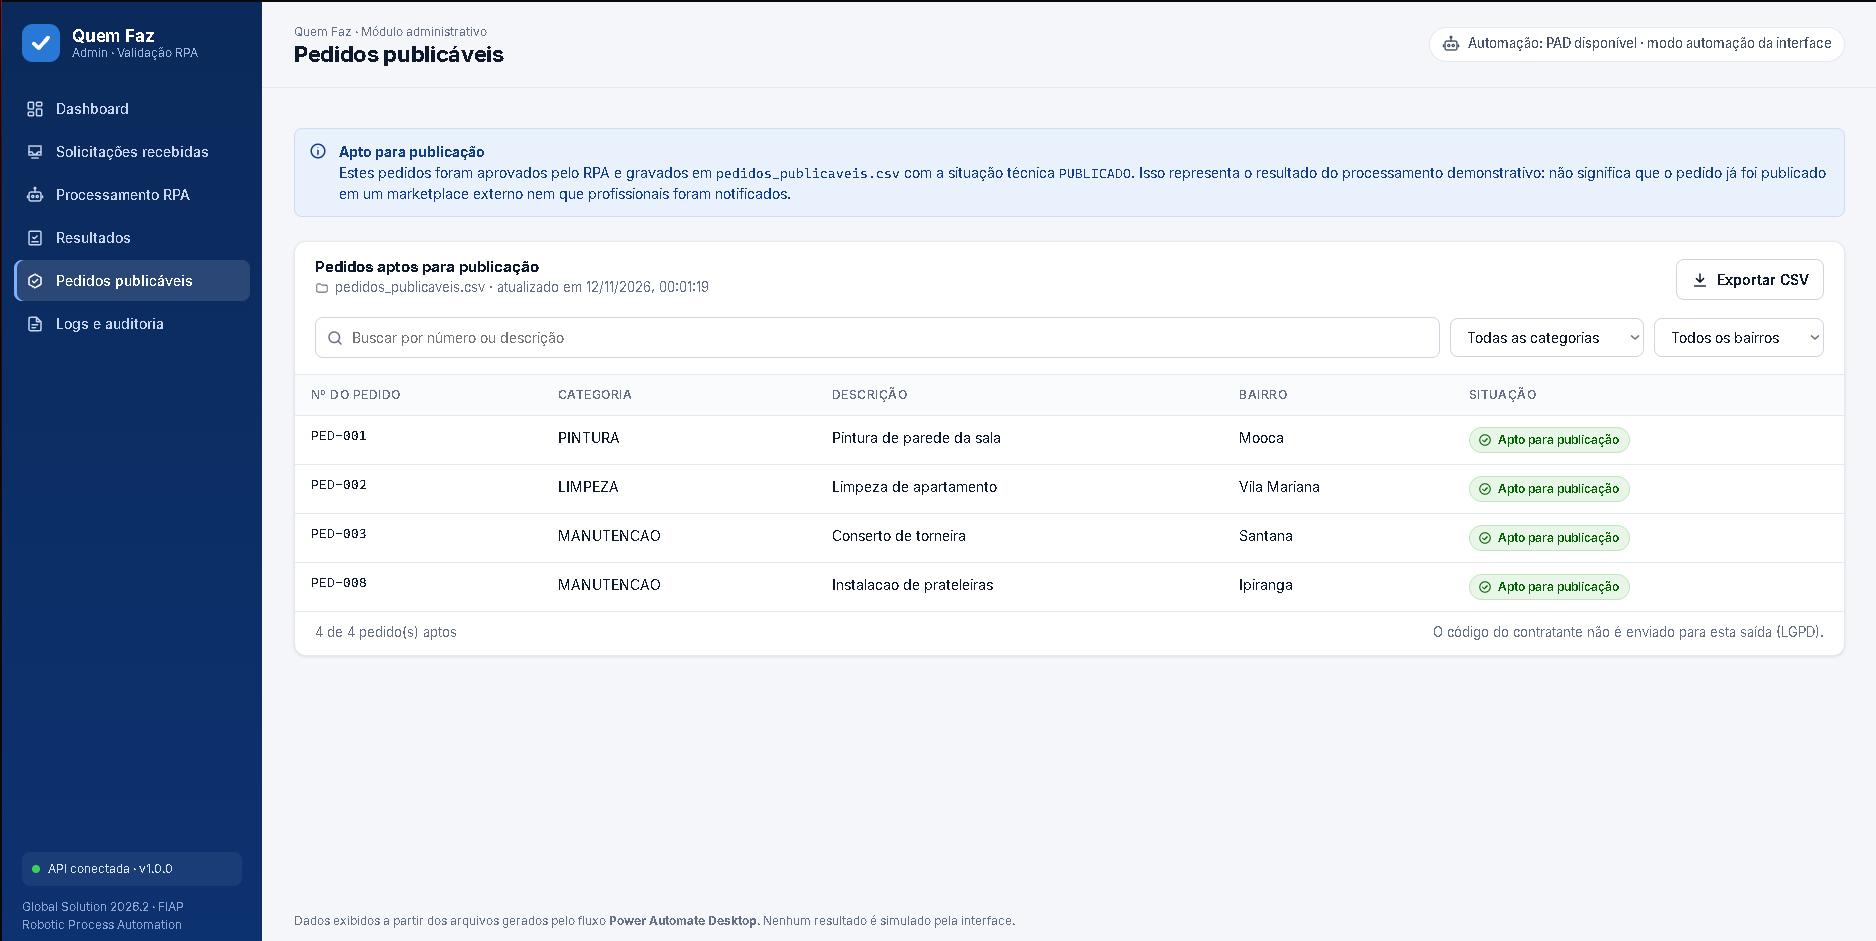 Quem Faz
Admin · Validação RPA
Dashboard
Solicitações recebidas
Processamento RPA
Resultados
Pedidos publicáveis
Logs e auditoria
API conectada · v1.0.0
Global Solution 2026.2 · FIAP
Robotic Process Automation
Quem Faz · Módulo administrativo
Pedidos publicáveis
Automação: PAD disponível · modo automação da interface
Apto para publicação
Estes pedidos foram aprovados pelo RPA e gravados em pedidos_publicaveis.csv com a situação técnica PUBLICADO. Isso representa o resultado do processamento demonstrativo: não significa que o pedido já foi publicado
em um marketplace externo nem que profissionais foram notificados.
Pedidos aptos para publicação
pedidos_publicaveis.csv · atualizado em 12/11/2026, 00:01:19
Exportar CSV
Buscar por número ou descrição
Todas as categorias
Todos os bairros
Nº DO PEDIDO CATEGORIA DESCRIÇÃO BAIRRO SITUAÇÃO
PED-001 PINTURA Pintura de parede da sala Mooca Apto para publicação
PED-002 LIMPEZA Limpeza de apartamento Vila Mariana Apto para publicação
PED-003 MANUTENCAO Conserto de torneira Santana Apto para publicação
PED-008 MANUTENCAO Instalacao de prateleiras Ipiranga Apto para publicação
4 de 4 pedido(s) aptos
O código do contratante não é enviado para esta saída (LGPD).
Dados exibidos a partir dos arquivos gerados pelo fluxo Power Automate Desktop. Nenhum resultado é simulado pela interface.